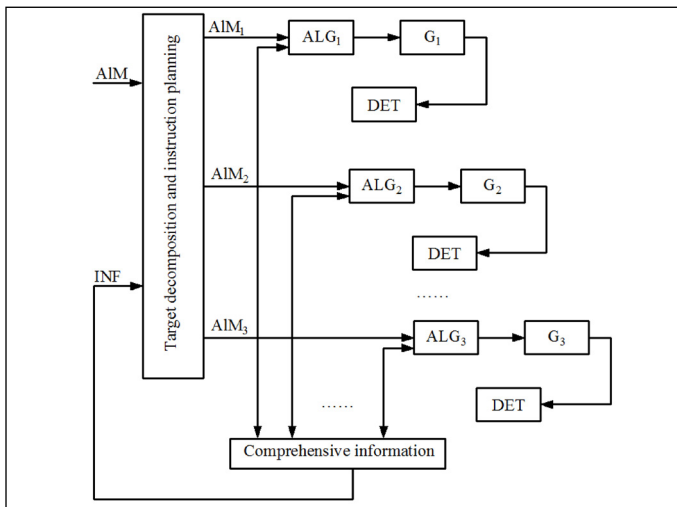 AIM
INF
Target decomposition and instruction planning
AIM₁
ALG₁
G₁
DET
AIM₂
ALG₂
G₂
DET
......
AIM₃
ALG₃
G₃
DET
......
Comprehensive information